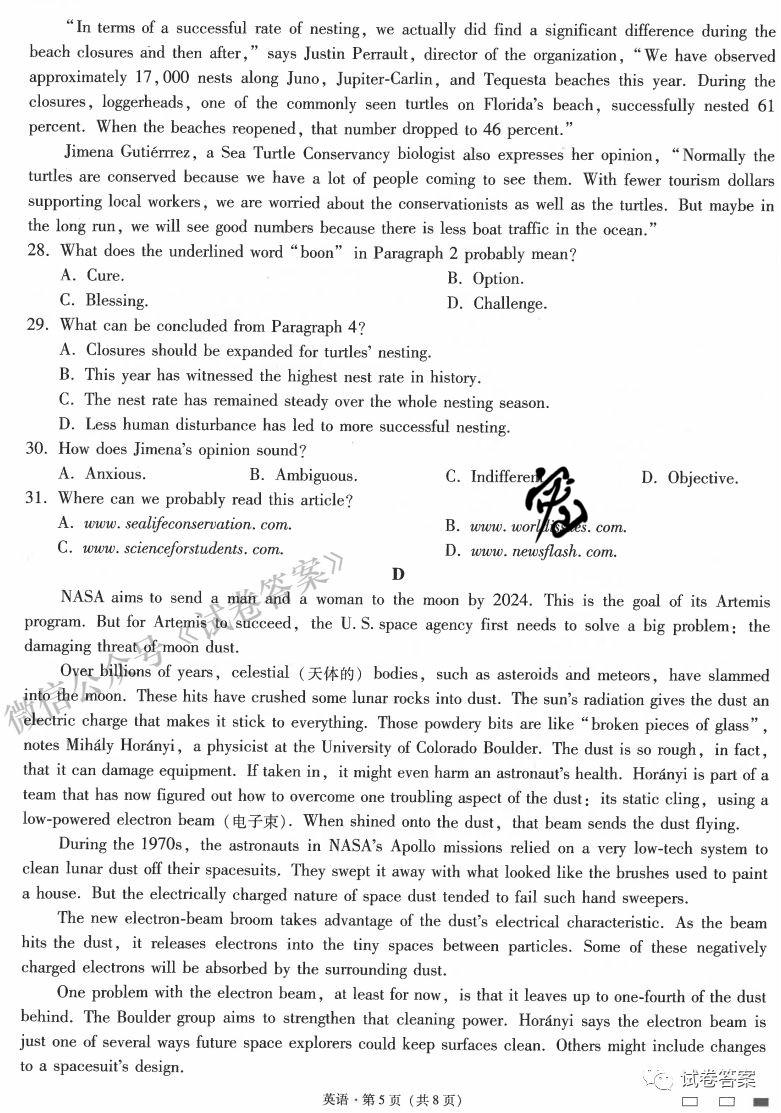 “In terms of a successful rate of nesting, we actually did find a significant difference during the
beach closures and then after,” says Justin Perrault, director of the organization, “We have observed
approximately 17,000 nests along Juno, Jupiter-Carlin, and Tequesta beaches this year. During the
closures, loggerheads, one of the commonly seen turtles on Florida's beach, successfully nested 61
percent. When the beaches reopened, that number dropped to 46 percent.”
Jimena Gutiérrrez, a Sea Turtle Conservancy biologist also expresses her opinion, “Normally the
turtles are conserved because we have a lot of people coming to see them. With fewer tourism dollars
supporting local workers, we are worried about the conservationists as well as the turtles. But maybe in
the long run, we will see good numbers because there is less boat traffic in the ocean.”
28. What does the underlined word “boon” in Paragraph 2 probably mean?
A. Cure. B. Option.
C. Blessing. D. Challenge.
29. What can be concluded from Paragraph 4?
A. Closures should be expanded for turtles' nesting.
B. This year has witnessed the highest nest rate in history.
C. The nest rate has remained steady over the whole nesting season.
D. Less human disturbance has led to more successful nesting.
30. How does Jimena's opinion sound?
A. Anxious. B. Ambiguous. C. Indifferent D. Objective.
31. Where can we probably read this article?
A. www. sealifeconservation. com. B. www. worldissues. com.
C. www. scienceforstudents. com. D. www. newsflash. com.
D
NASA aims to send a man and a woman to the moon by 2024. This is the goal of its Artemis
program. But for Artemis to succeed, the U.S. space agency first needs to solve a big problem: the
damaging threat of moon dust.
Over billions of years, celestial (天体的) bodies, such as asteroids and meteors, have slammed
into the moon. These hits have crushed some lunar rocks into dust. The sun's radiation gives the dust an
electric charge that makes it stick to everything. Those powdery bits are like “broken pieces of glass”,
notes Mihály Horányi, a physicist at the University of Colorado Boulder. The dust is so rough, in fact,
that it can damage equipment. If taken in, it might even harm an astronaut's health. Horányi is part of a
team that has now figured out how to overcome one troubling aspect of the dust: its static cling, using a
low-powered electron beam (电子束). When shined onto the dust, that beam sends the dust flying.
During the 1970s, the astronauts in NASA's Apollo missions relied on a very low-tech system to
clean lunar dust off their spacesuits. They swept it away with what looked like the brushes used to paint
a house. But the electrically charged nature of space dust tended to fail such hand sweepers.
The new electron-beam broom takes advantage of the dust's electrical characteristic. As the beam
hits the dust, it releases electrons into the tiny spaces between particles. Some of these negatively
charged electrons will be absorbed by the surrounding dust.
One problem with the electron beam, at least for now, is that it leaves up to one-fourth of the dust
behind. The Boulder group aims to strengthen that cleaning power. Horányi says the electron beam is
just one of several ways future space explorers could keep surfaces clean. Others might include changes
to a spacesuit's design.
微信公众号《试卷答案》
试卷答案
英语·第5页(共8页)